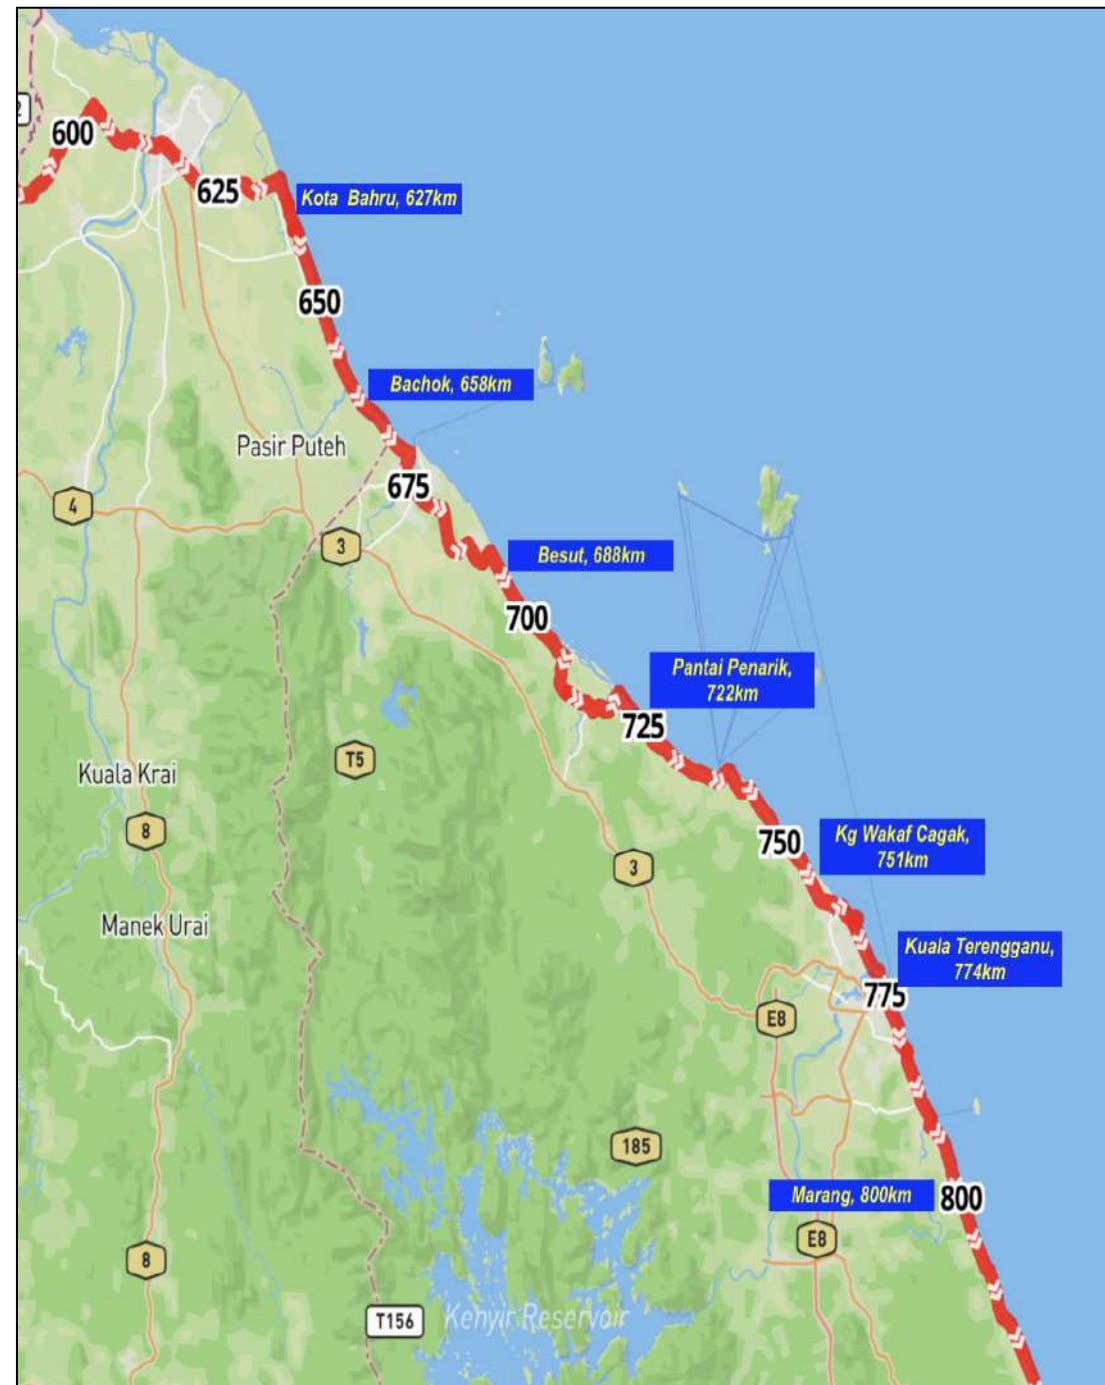 2
600
625
Kota Bahru, 627km
650
Bachok, 658km
Pasir Puteh
675
4
3
Besut, 688km
700
Pantai Penarik,
722km
725
T5
Kuala Krai
8
750
Kg Wakaf Cagak,
751km
3
Manek Urai
Kuala Terengganu,
774km
775
E8
185
Marang, 800km
800
E8
8
T156
Kenyir Reservoir